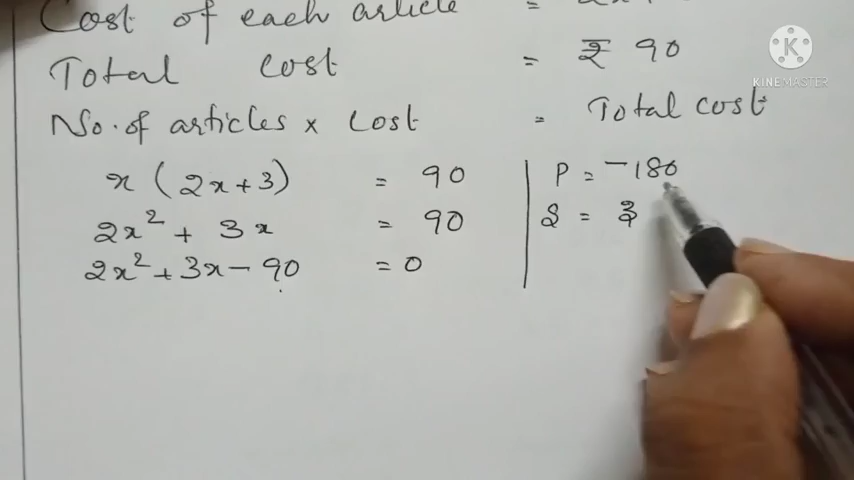 Cost of each article =
Total cost = ₹ 90
No. of articles x cost = Total cost
x (2x+3) = 90
2x² + 3x = 90
2x² + 3x - 90 = 0
P = -180
S = 3
K
KINEMASTER